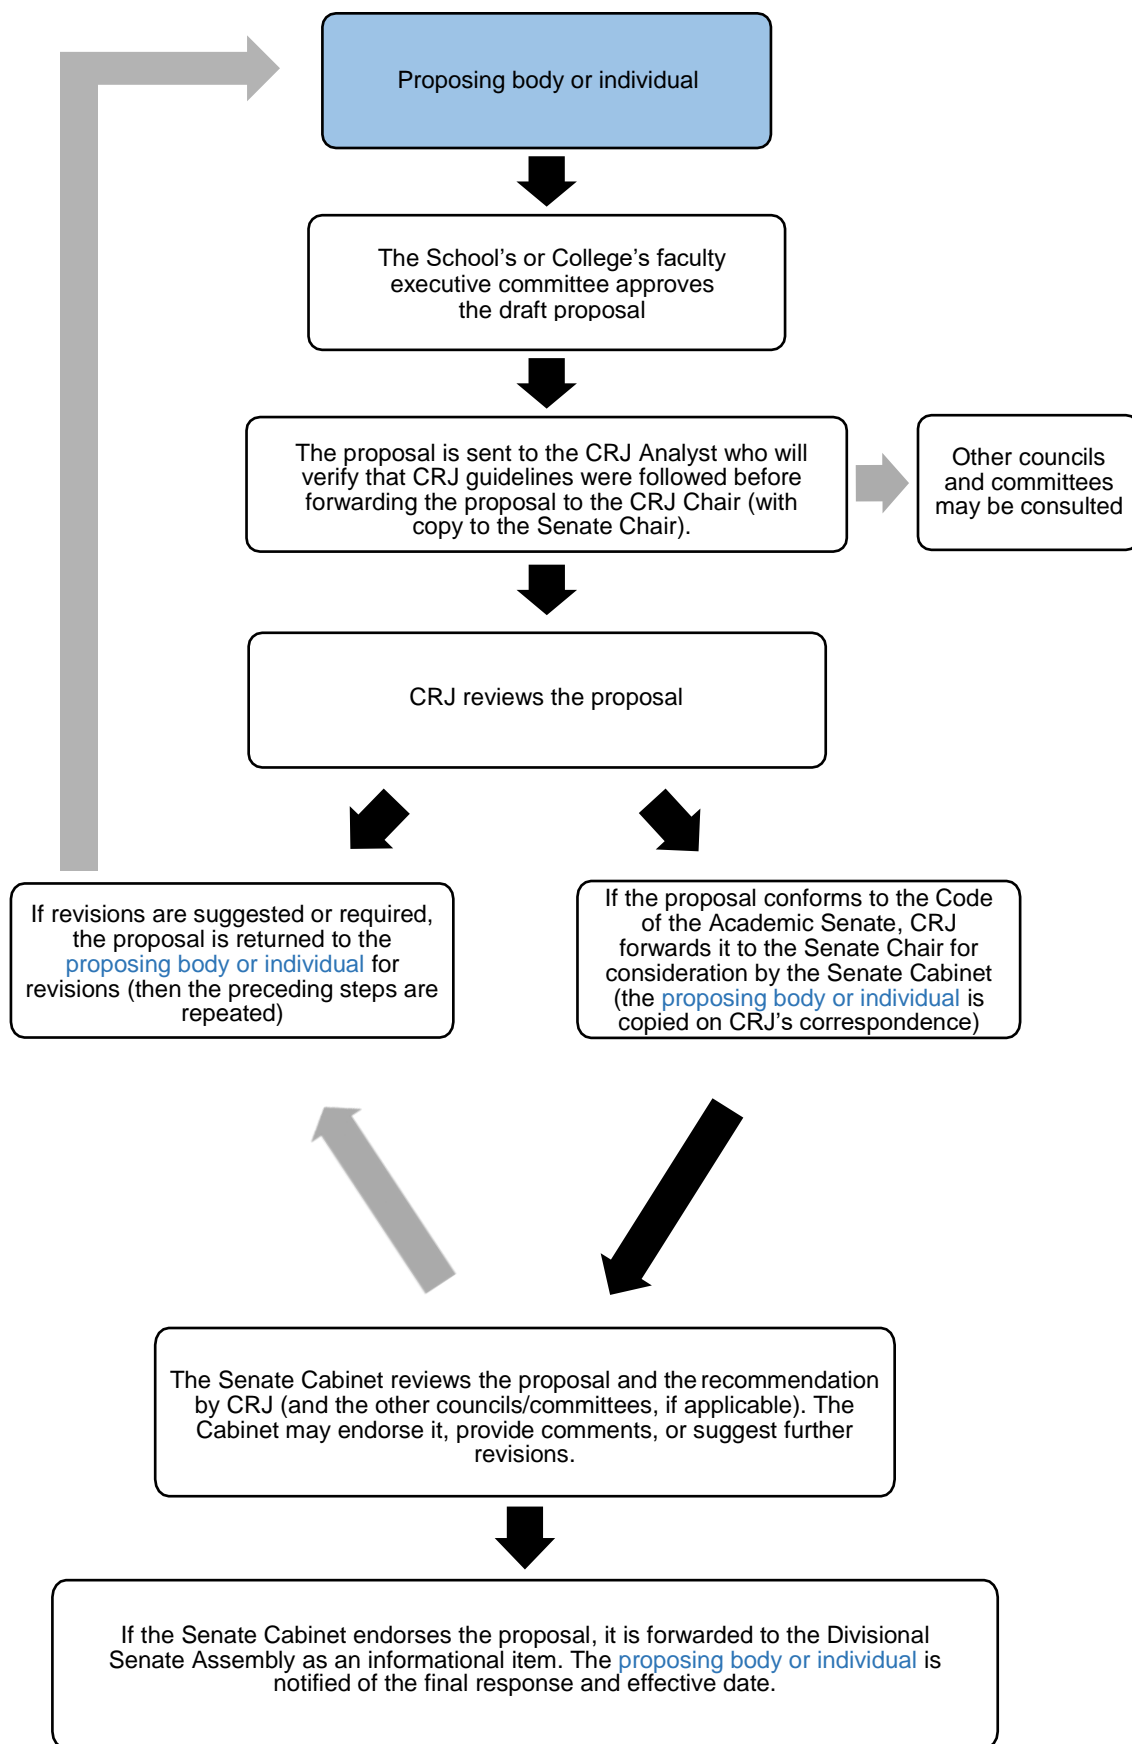 Proposing body or individual
The School’s or College’s faculty
executive committee approves
the draft proposal
The proposal is sent to the CRJ Analyst who will
verify that CRJ guidelines were followed before
forwarding the proposal to the CRJ Chair (with
copy to the Senate Chair).
Other councils
and committees
may be consulted
CRJ reviews the proposal
If revisions are suggested or required,
the proposal is returned to the
proposing body or individual for
revisions (then the preceding steps are
repeated)
If the proposal conforms to the Code
of the Academic Senate, CRJ
forwards it to the Senate Chair for
consideration by the Senate Cabinet
(the proposing body or individual is
copied on CRJ’s correspondence)
The Senate Cabinet reviews the proposal and the recommendation
by CRJ (and the other councils/committees, if applicable). The
Cabinet may endorse it, provide comments, or suggest further
revisions.
If the Senate Cabinet endorses the proposal, it is forwarded to the Divisional
Senate Assembly as an informational item. The proposing body or individual is
notified of the final response and effective date.